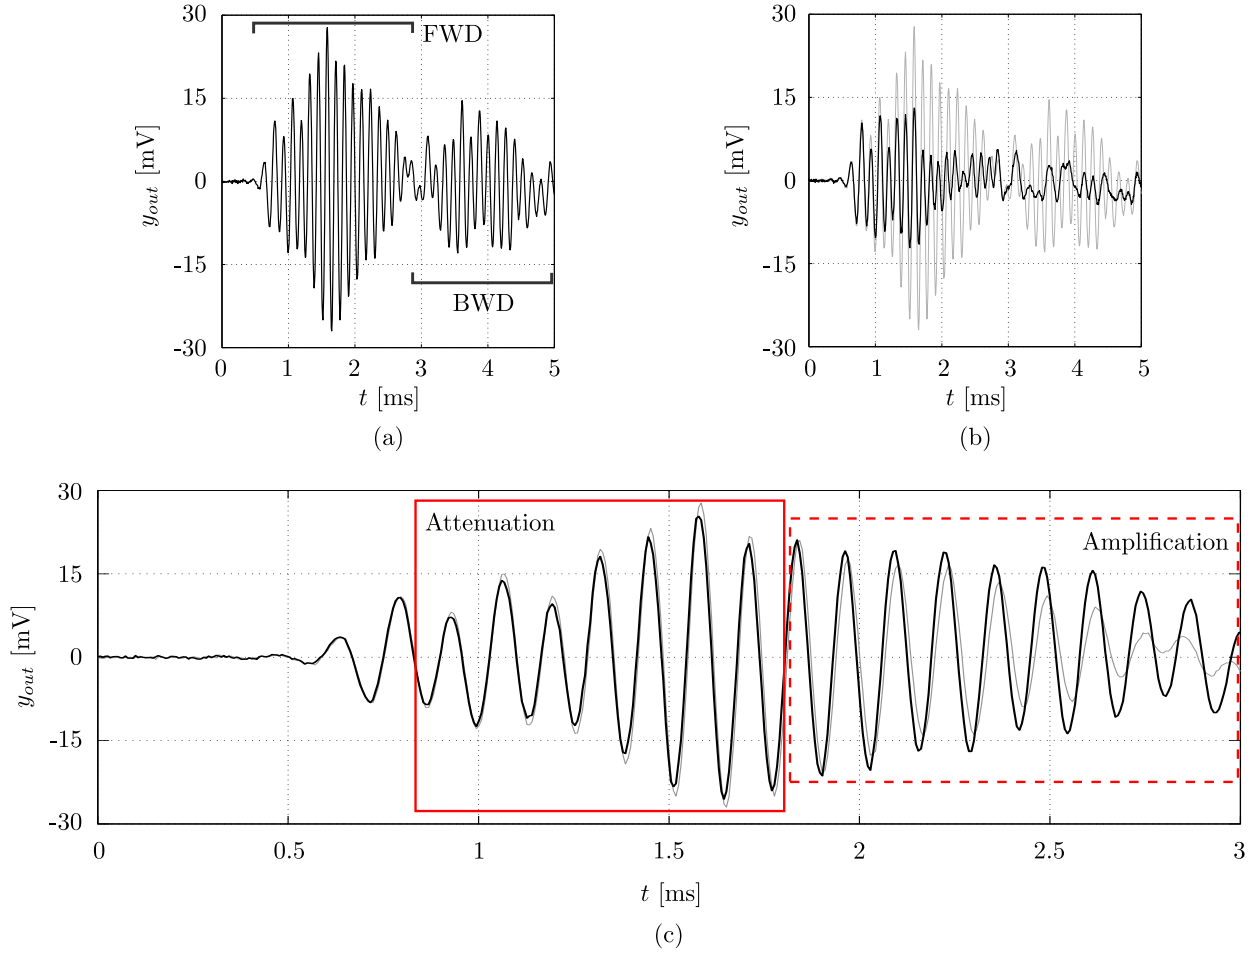 30
15
0
-15
-30
y_out [mV]
FWD
BWD
0 1 2 3 4 5
t [ms]
(a)
30
15
0
-15
-30
y_out [mV]
0 1 2 3 4 5
t [ms]
(b)
30
15
0
-15
-30
y_out [mV]
Attenuation
Amplification
0 0.5 1 1.5 2 2.5 3
t [ms]
(c)